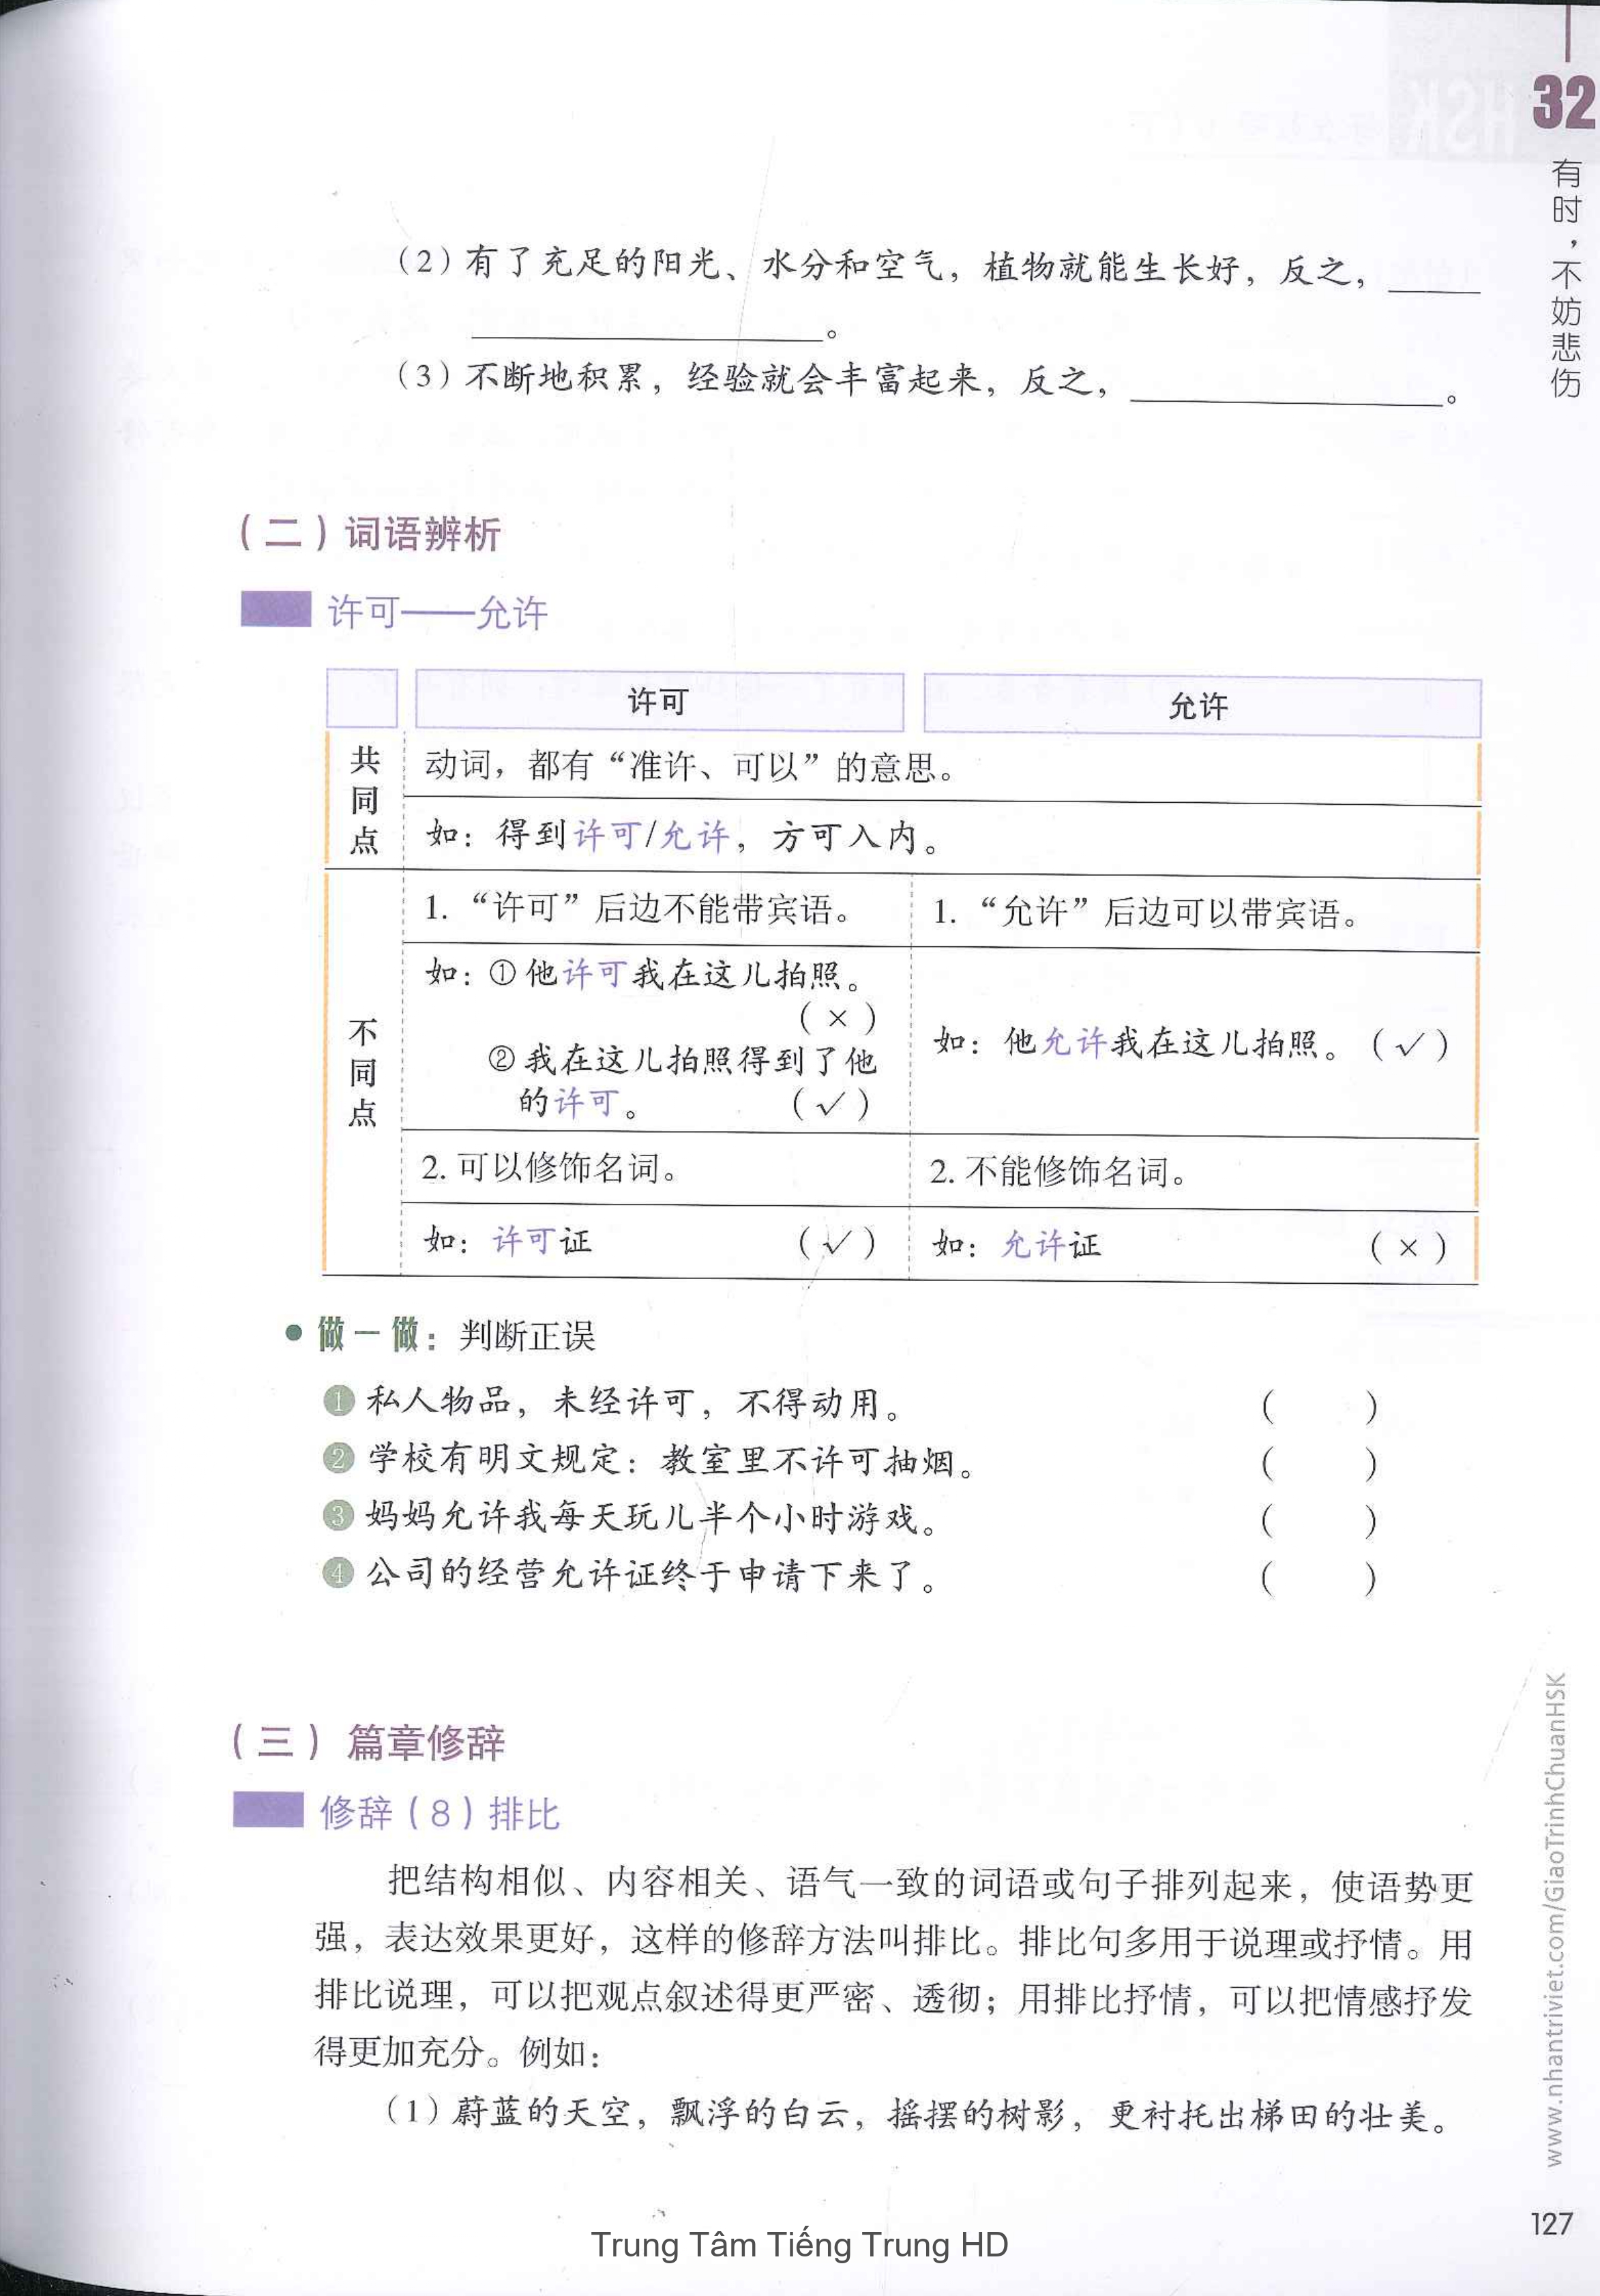 32
有时，不妨悲伤
（2）有了充足的阳光、水分和空气，植物就能生长好，反之，______
______________________。
（3）不断地积累，经验就会丰富起来，反之，____________________。
（二）词语辨析
许可——允许
许可 允许
共同点
动词，都有“准许、可以”的意思。
如：得到许可/允许，方可入内。
不同点
1. “许可”后边不能带宾语。 1. “允许”后边可以带宾语。
如：①他许可我在这儿拍照。
（×）
②我在这儿拍照得到了他
的许可。 （√）
如：他允许我在这儿拍照。（√）
2. 可以修饰名词。 2. 不能修饰名词。
如：许可证 （√） 如：允许证 （×）
• 做一做：判断正误
1 私人物品，未经许可，不得动用。 （ ）
2 学校有明文规定：教室里不许可抽烟。 （ ）
3 妈妈允许我每天玩儿半个小时游戏。 （ ）
4 公司的经营允许证终于申请下来了。 （ ）
（三）篇章修辞
修辞（8）排比
把结构相似、内容相关、语气一致的词语或句子排列起来，使语势更
强，表达效果更好，这样的修辞方法叫排比。排比句多用于说理或抒情。用
排比说理，可以把观点叙述得更严密、透彻；用排比抒情，可以把情感抒发
得更加充分。例如：
（1）蔚蓝的天空，飘浮的白云，摇摆的树影，更衬托出梯田的壮美。
www.nhantriviet.com/GiaoTrinhChuanHSK
127
Trung Tâm Tiếng Trung HD